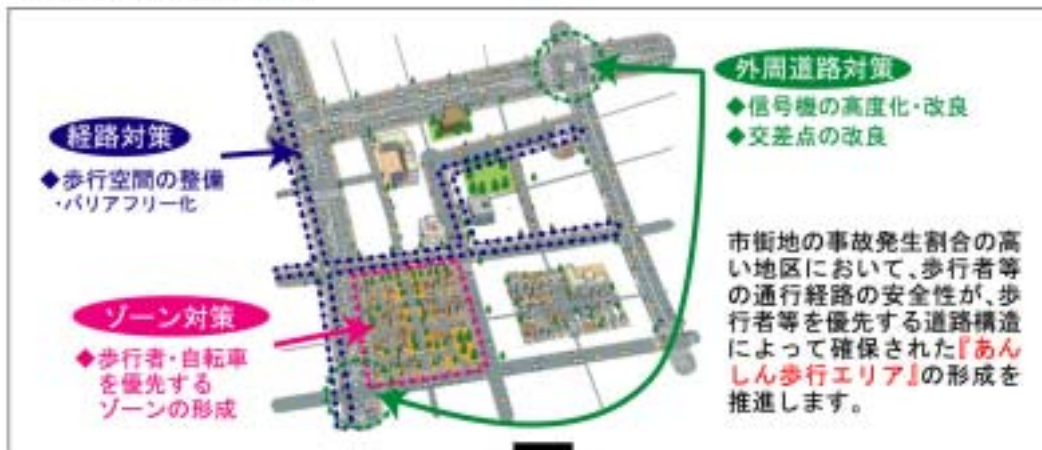 経路対策
◆歩行空間の整備
・バリアフリー化
ゾーン対策
◆歩行者・自転車
を優先する
ゾーンの形成
外周道路対策
◆信号機の高度化・改良
◆交差点の改良
市街地の事故発生割合の高
い地区において、歩行者等
の通行経路の安全性が、歩
行者等を優先する道路構造
によって確保された『あん
しん歩行エリア』の形成を
推進します。